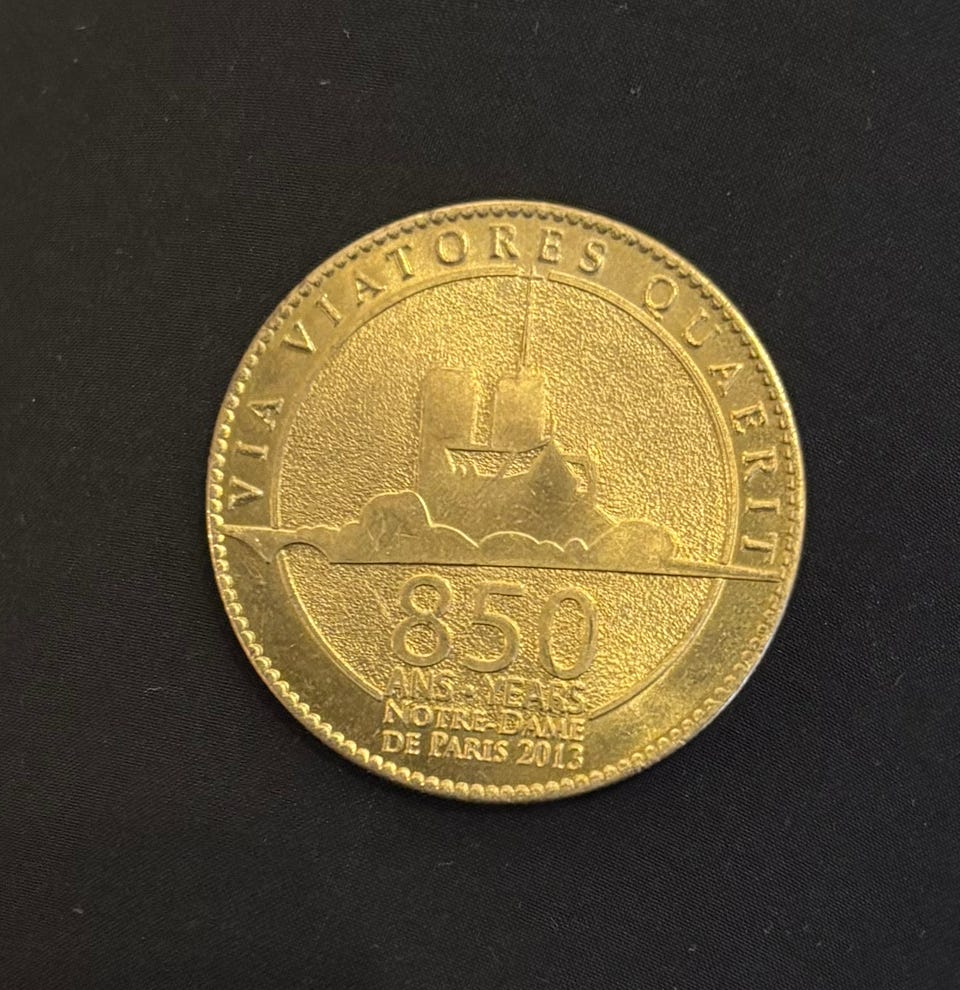 VIA VIATORES QUAERIT
850
ANS • YEARS
NOTRE-DAME
DE PARIS 2013